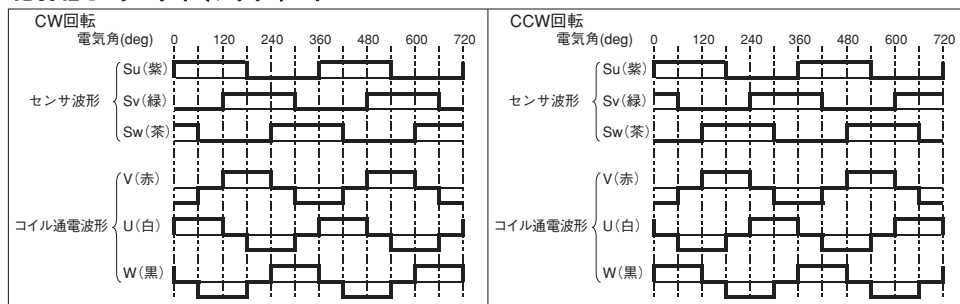 CW回転
電気角(deg) 0 120 240 360 480 600 720
Su(紫)
センサ波形 Sv(緑)
Sw(茶)
V(赤)
コイル通電波形 U(白)
W(黒)
CCW回転
電気角(deg) 0 120 240 360 480 600 720
Su(紫)
センサ波形 Sv(緑)
Sw(茶)
V(赤)
コイル通電波形 U(白)
W(黒)